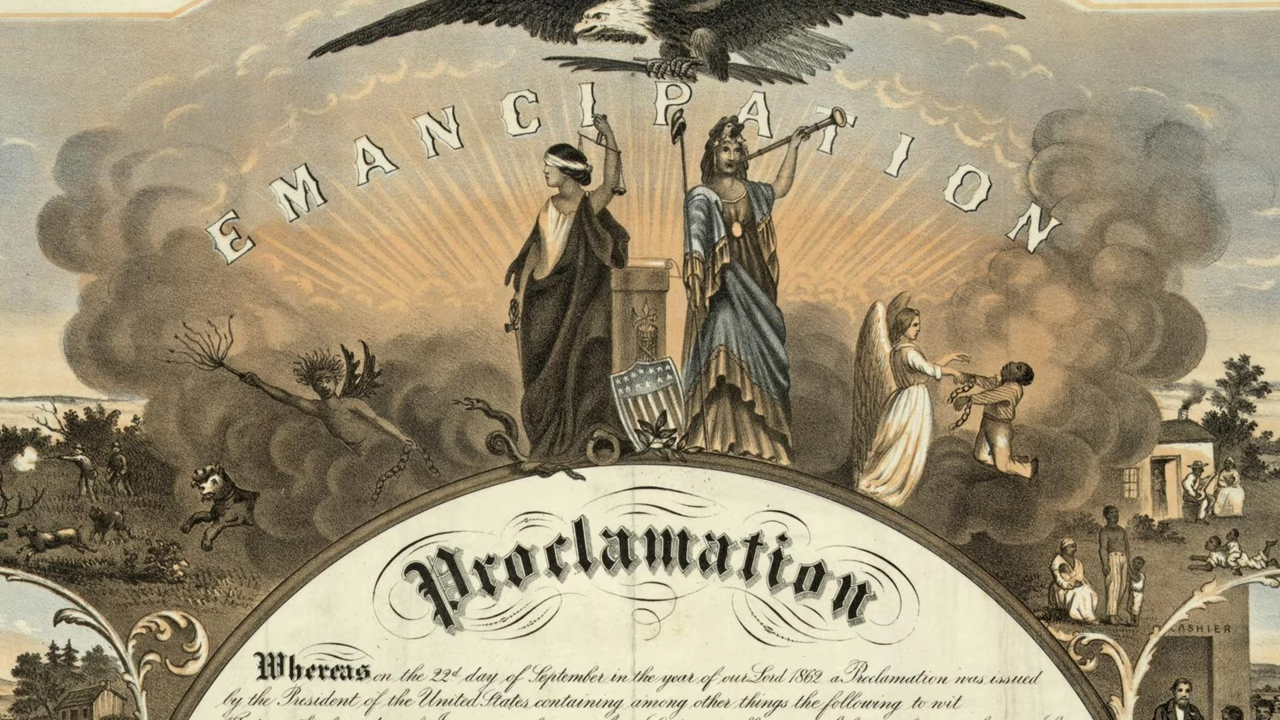 EMANCIPATION
Proclamation
Whereas on the 22d day of September in the year of our Lord 1862 a Proclamation was issued
by the President of the United States containing among other things the following to wit
CASHIER